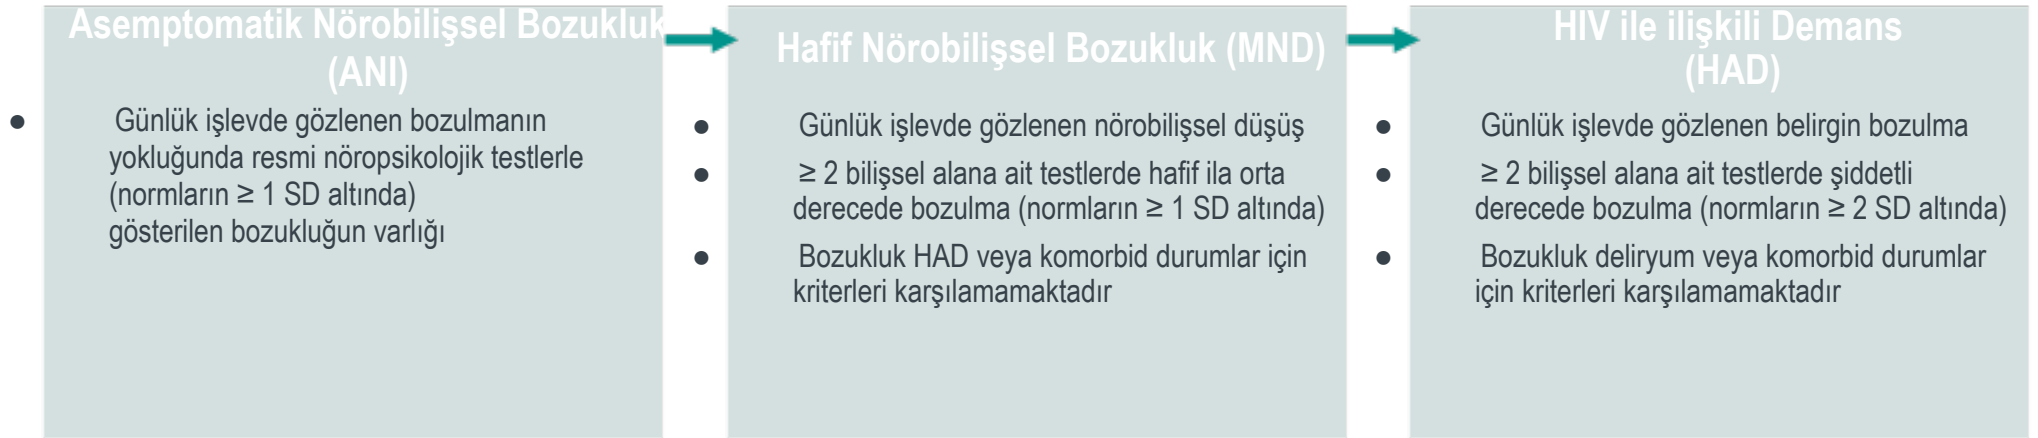 Asemptomatik Nörobilişsel Bozukluk
(ANI)
● Günlük işlevde gözlenen bozulmanın
yokluğunda resmi nöropsikolojik testlerle
(normların ≥ 1 SD altında)
gösterilen bozukluğun varlığı
Hafif Nörobilişsel Bozukluk (MND)
● Günlük işlevde gözlenen nörobilişsel düşüş
● ≥ 2 bilişsel alana ait testlerde hafif ila orta
derecede bozulma (normların ≥ 1 SD altında)
● Bozukluk HAD veya komorbid durumlar için
kriterleri karşılamamaktadır
HIV ile ilişkili Demans
(HAD)
● Günlük işlevde gözlenen belirgin bozulma
● ≥ 2 bilişsel alana ait testlerde şiddetli
derecede bozulma (normların ≥ 2 SD altında)
● Bozukluk deliryum veya komorbid durumlar
için kriterleri karşılamamaktadır